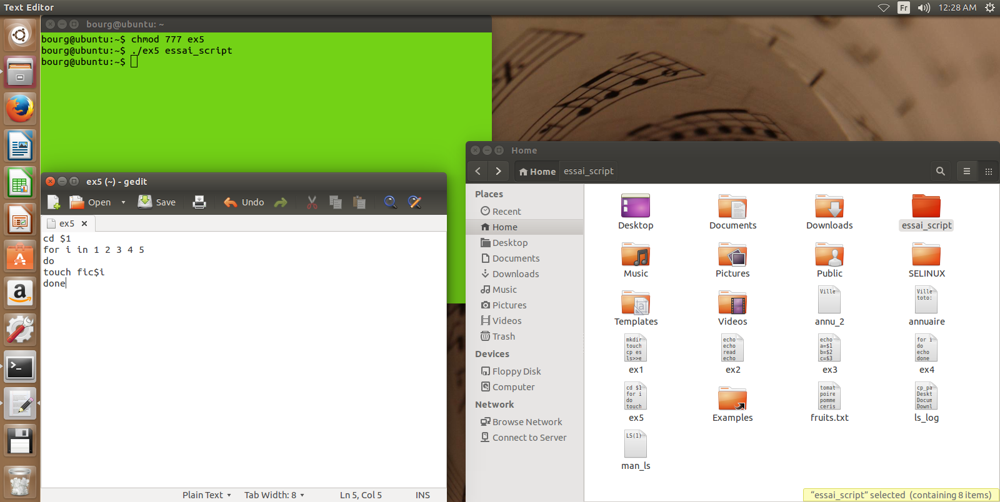 Text Editor
Fr
12:28 AM
bourg@ubuntu: ~
bourg@ubuntu:~$ chmod 777 ex5
bourg@ubuntu:~$ ./ex5 essai_script
bourg@ubuntu:~$
ex5 (~) - gedit
Open
Save
Undo
ex5
cd $1
for i in 1 2 3 4 5
do
touch fic$i
done
Plain Text
Tab Width: 8
Ln 5, Col 5
INS
Home
Home
essai_script
Places
Recent
Home
Desktop
Documents
Downloads
Music
Pictures
Videos
Trash
Devices
Floppy Disk
Computer
Network
Browse Network
Connect to Server
Desktop
Documents
Downloads
essai_script
Music
Pictures
Public
SELINUX
Templates
Videos
Ville
annu_2
Ville
toto:
annuaire
mkdir
touch
cp es
ls>>e
ex1
echo
echo
read
echo
ex2
echo
a=$1
b=$2
c=$3
ex3
for i
do
echo
done
ex4
cd $1
for i
do
touch
ex5
Examples
tomat
poire
pomme
ceris
fruits.txt
cp_pa
Deskt
Docum
Downl
ls_log
LS(1)
man_ls
“essai_script” selected (containing 8 items)